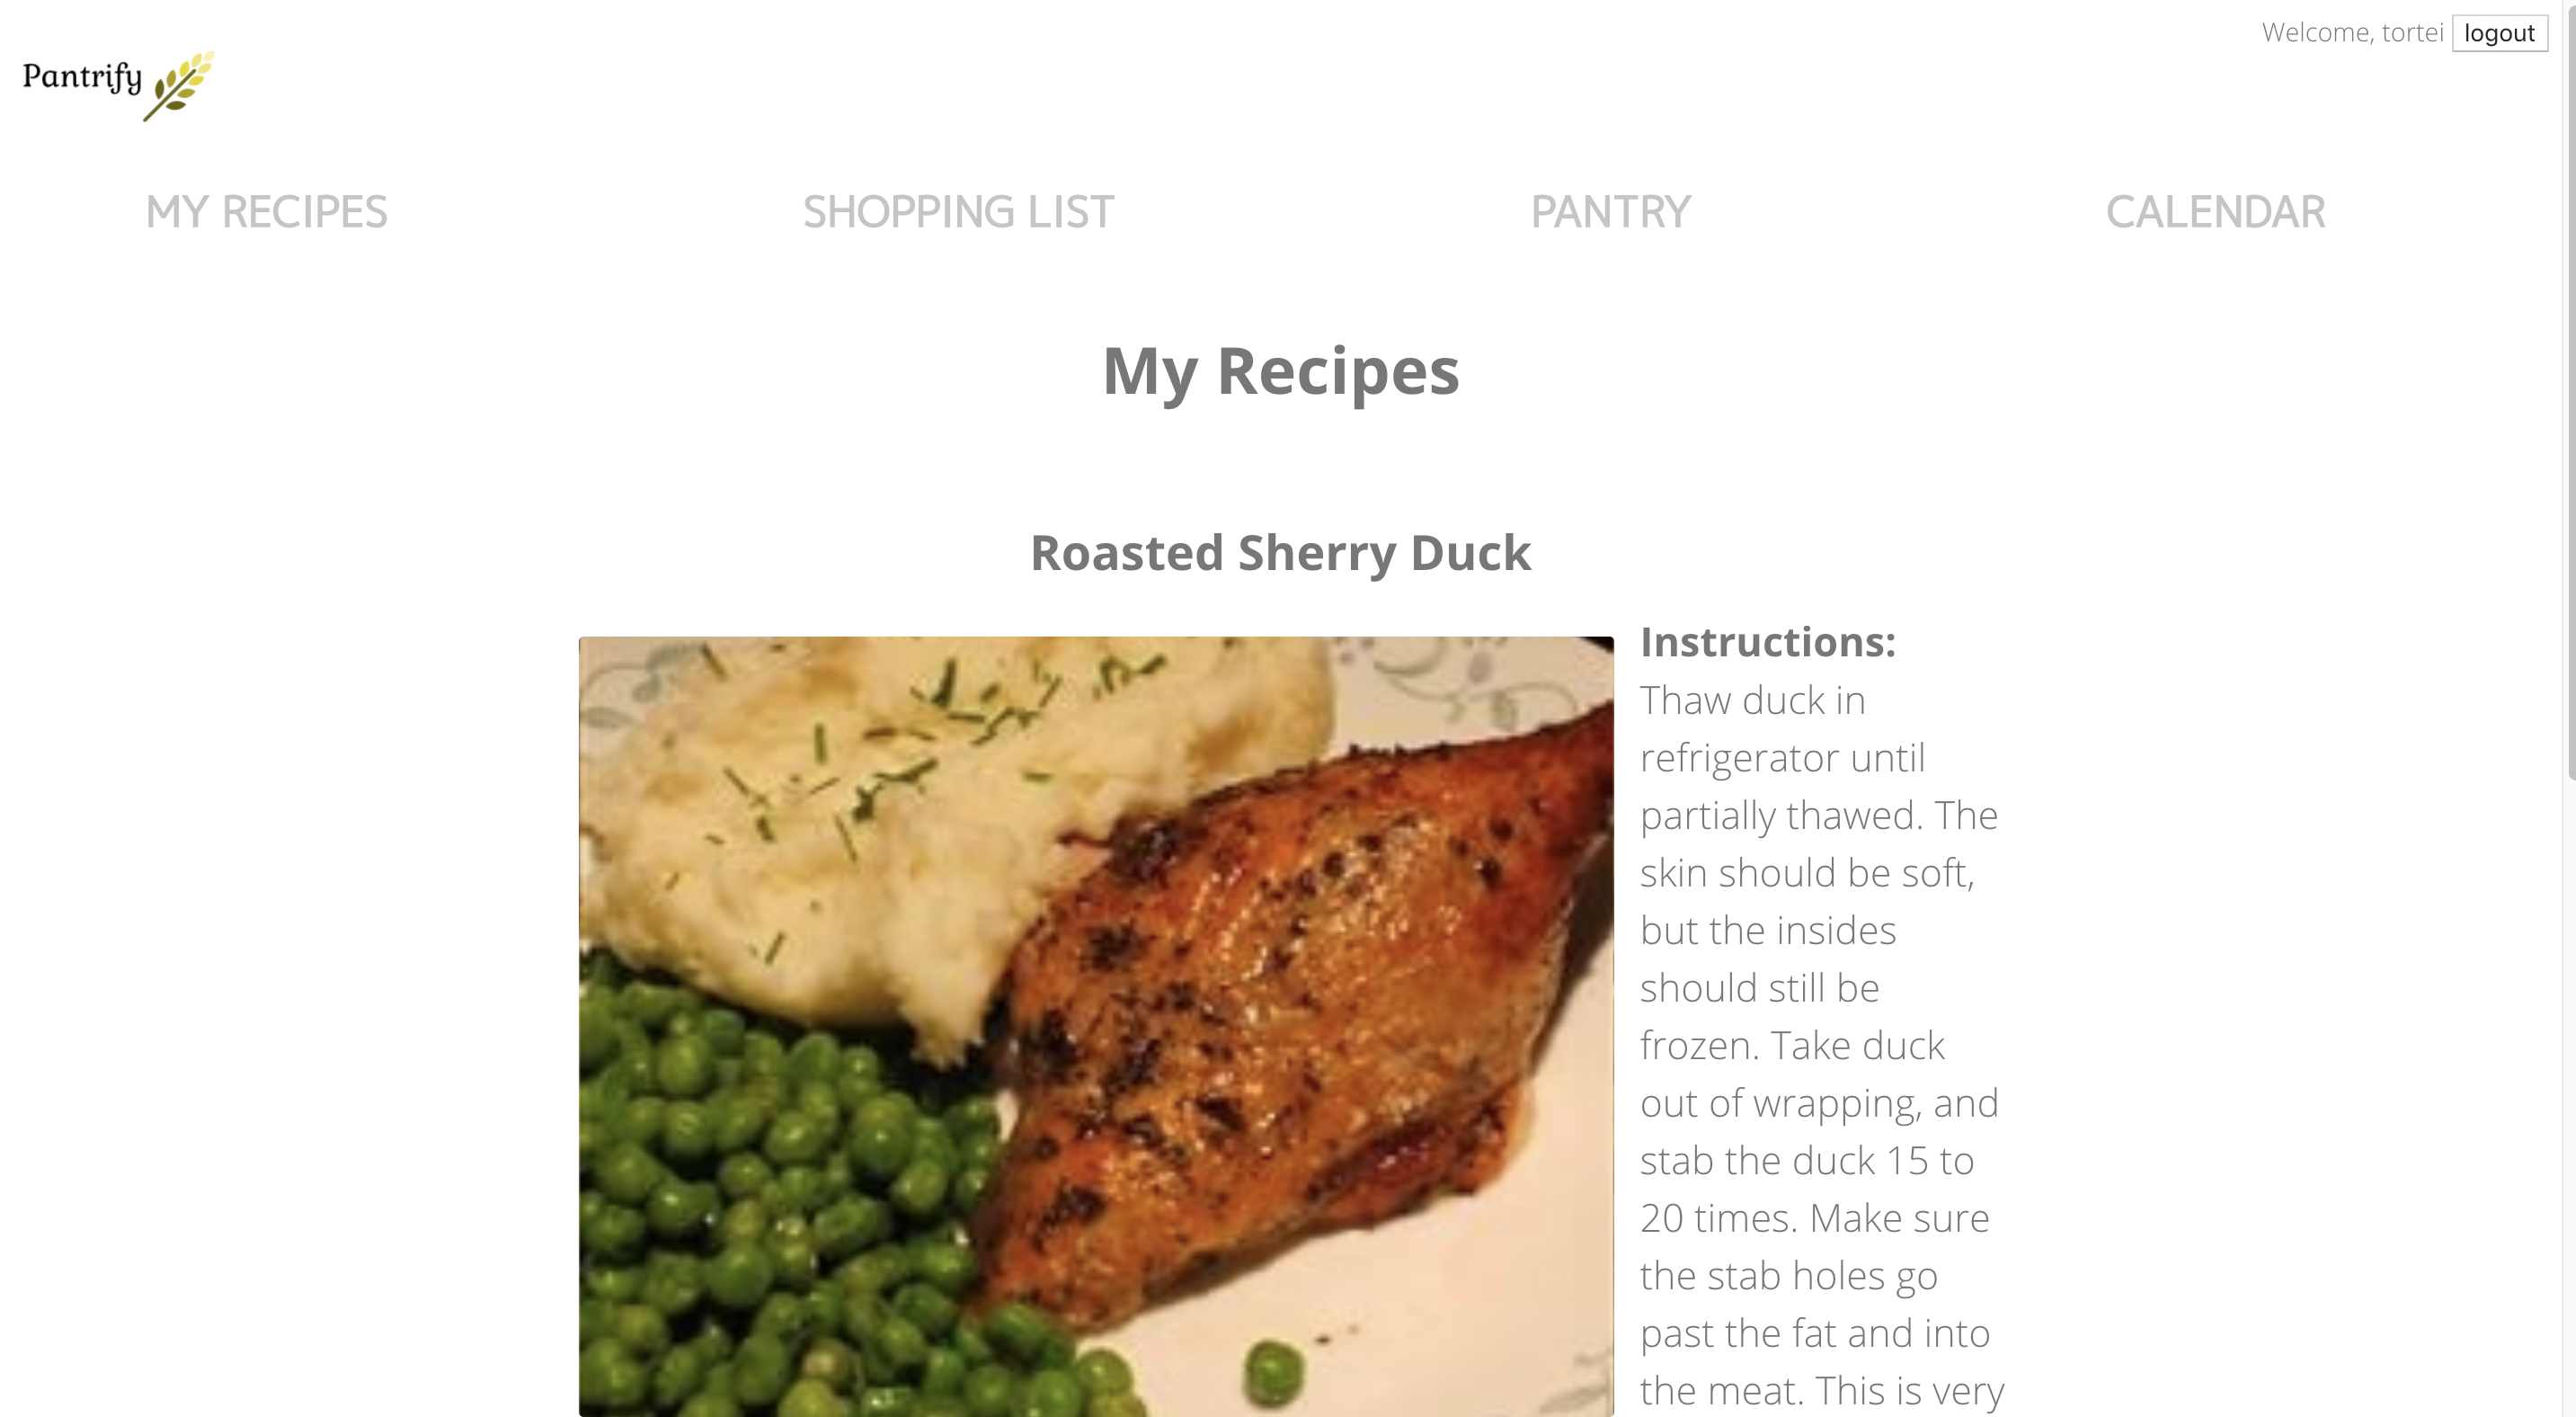 Welcome, tortei logout
Pantrify
MY RECIPES SHOPPING LIST PANTRY CALENDAR
My Recipes
Roasted Sherry Duck
Instructions:
Thaw duck in
refrigerator until
partially thawed. The
skin should be soft,
but the insides
should still be
frozen. Take duck
out of wrapping, and
stab the duck 15 to
20 times. Make sure
the stab holes go
past the fat and into
the meat. This is very